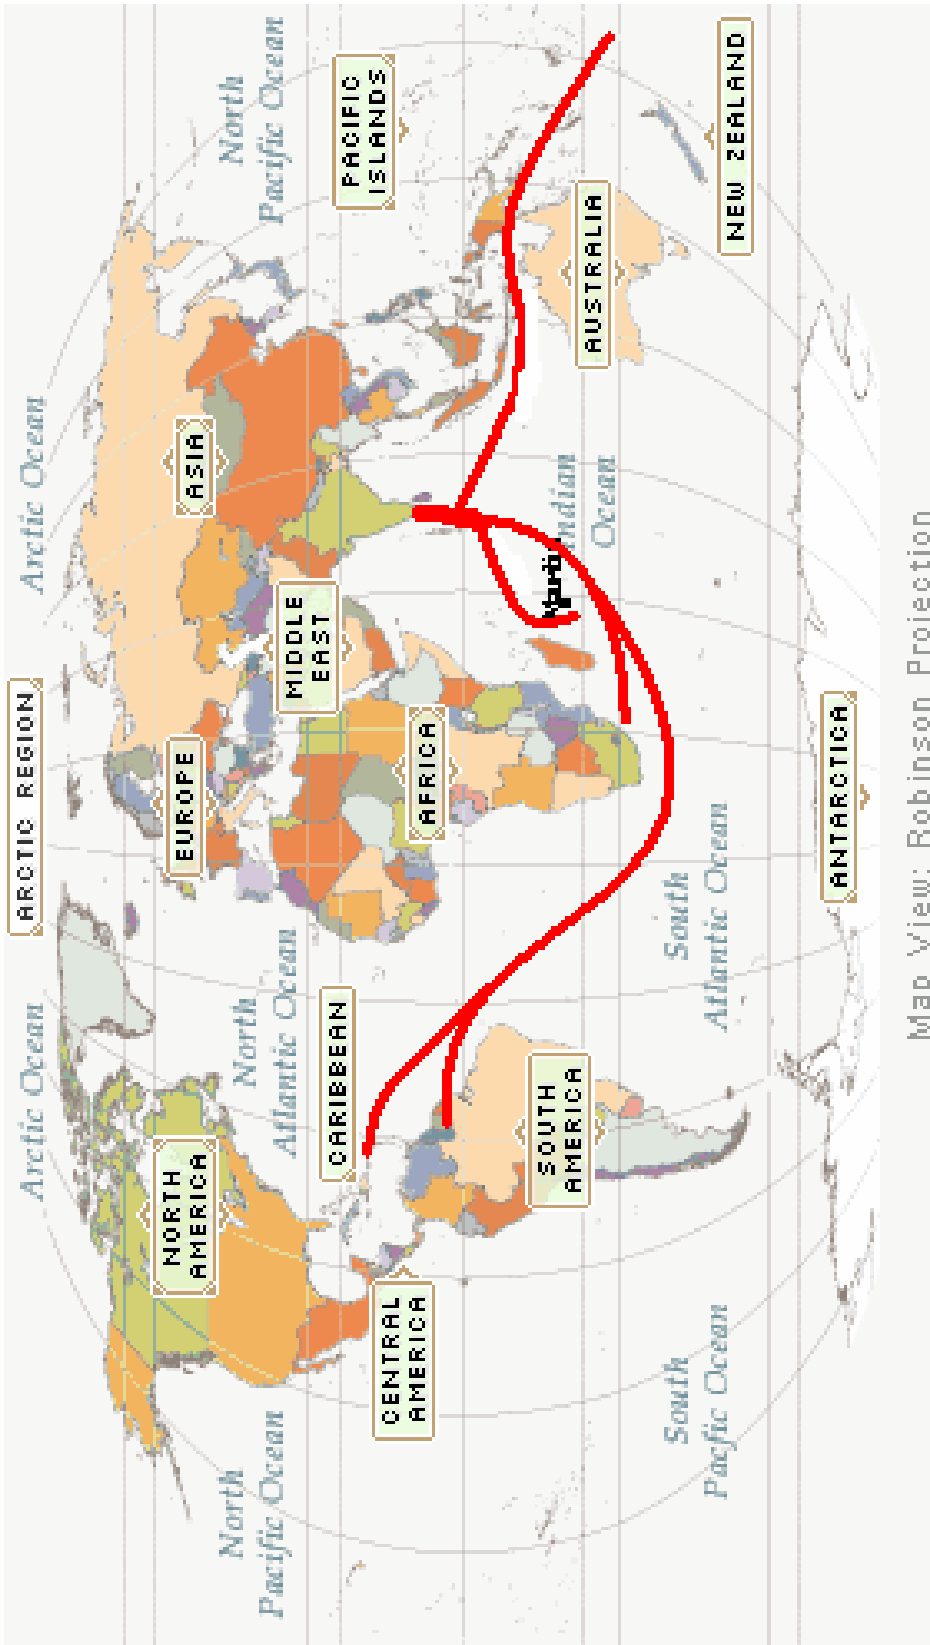 ARCTIC REGION
Arctic Ocean
Arctic Ocean
NORTH
AMERICA
EUROPE
ASIA
North
Pacific Ocean
North
Atlantic Ocean
North
Pacific Ocean
CARIBBEAN
MIDDLE
EAST
PACIFIC
ISLANDS
CENTRAL
AMERICA
AFRICA
SOUTH
AMERICA
Indian
Ocean
AUSTRALIA
South
Pacfic Ocean
South
Atlantic Ocean
NEW ZEALAND
ANTARCTICA
Map View: Robinson Projection